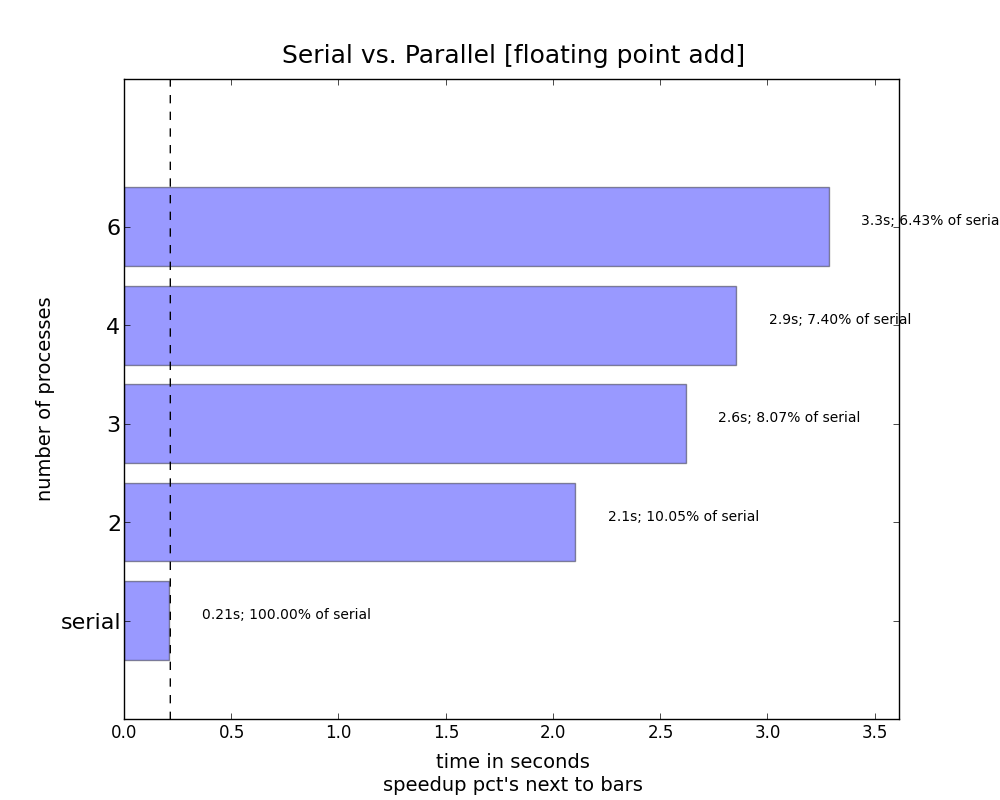 Serial vs. Parallel [floating point add]
6
3.3s; 6.43% of seria
4
2.9s; 7.40% of serial
number of processes
3
2.6s; 8.07% of serial
2
2.1s; 10.05% of serial
serial
0.21s; 100.00% of serial
0.0 0.5 1.0 1.5 2.0 2.5 3.0 3.5
time in seconds
speedup pct's next to bars